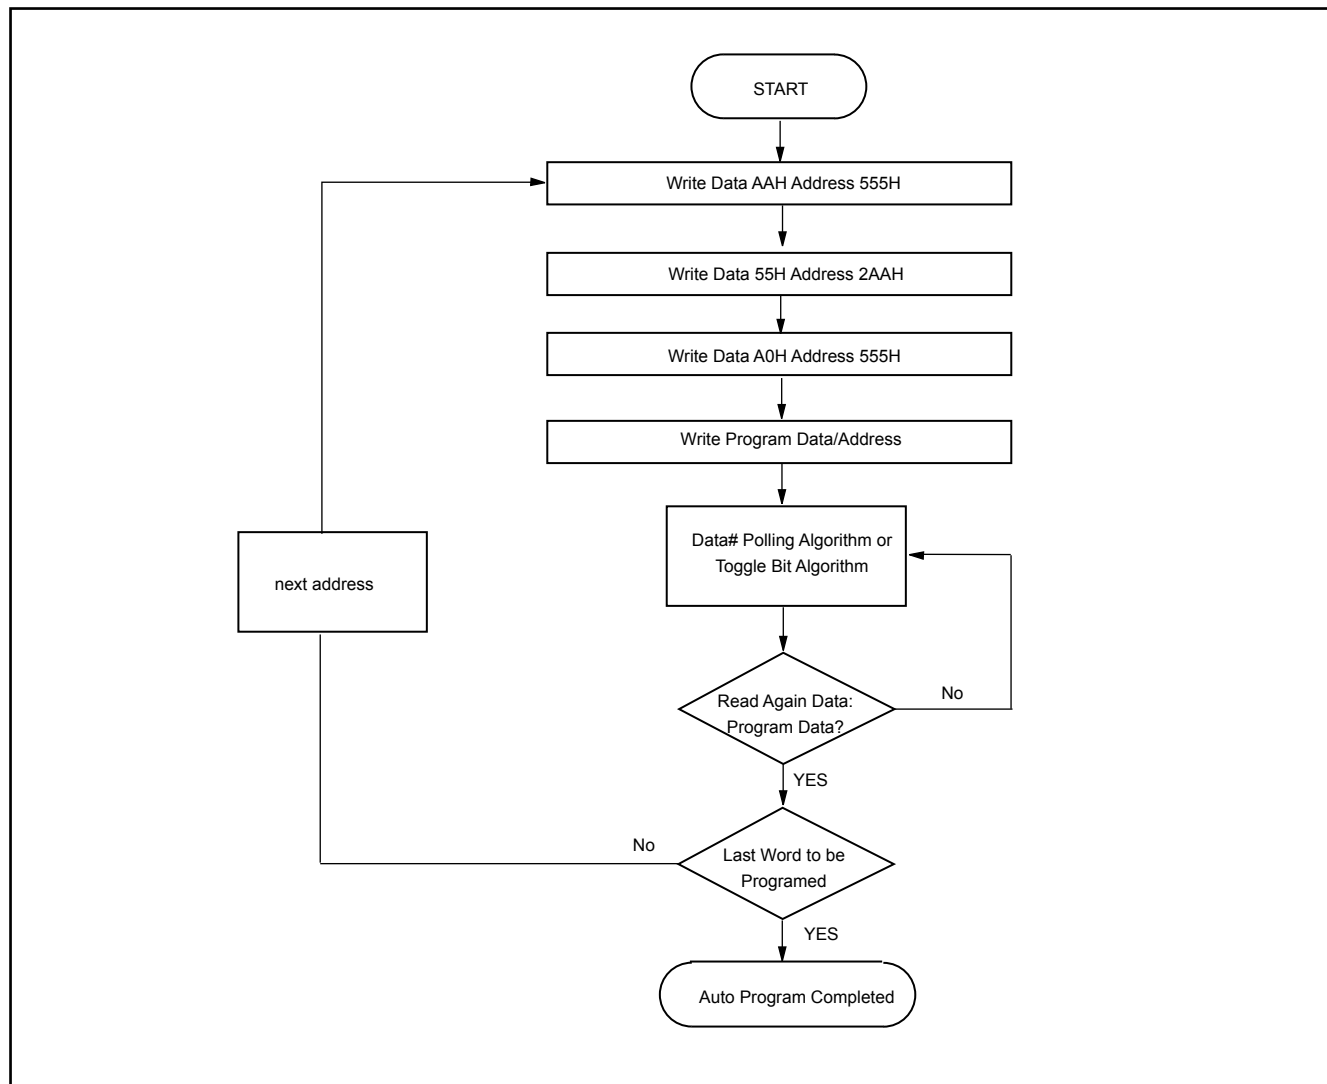 START
Write Data AAH Address 555H
Write Data 55H Address 2AAH
Write Data A0H Address 555H
Write Program Data/Address
Data# Polling Algorithm or
Toggle Bit Algorithm
next address
Read Again Data:
Program Data?
No
YES
No
Last Word to be
Programed
YES
Auto Program Completed